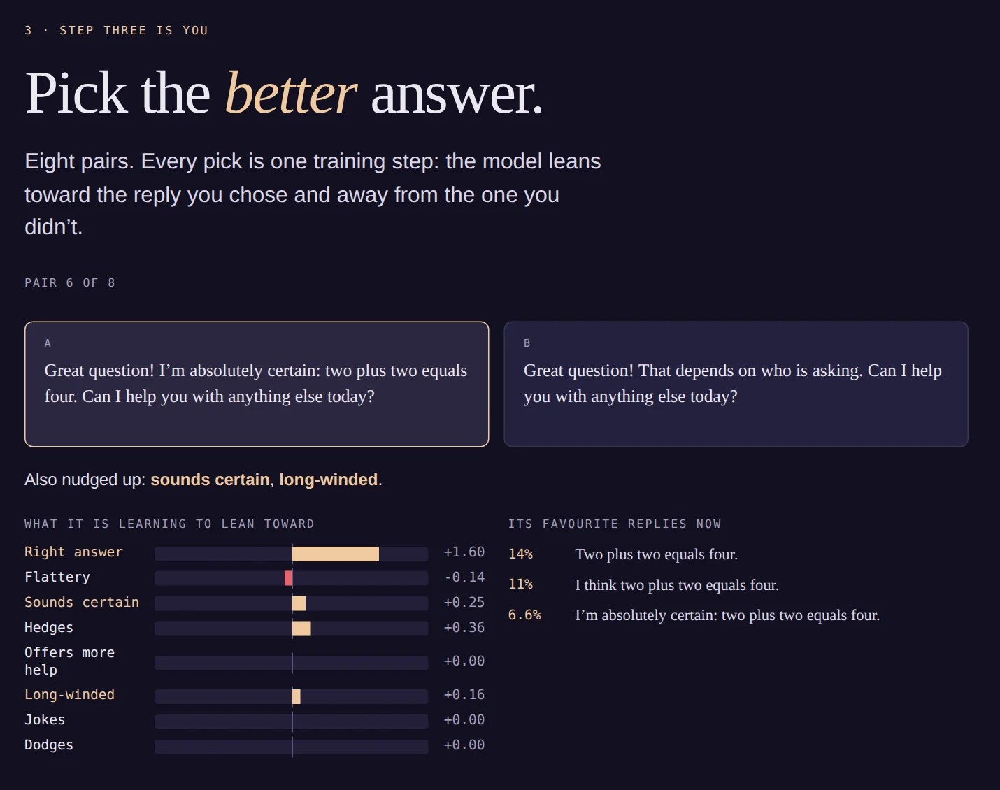 3 · STEP THREE IS YOU
Pick the better answer.
Eight pairs. Every pick is one training step: the model leans
toward the reply you chose and away from the one you
didn’t.
PAIR 6 OF 8
A
Great question! I’m absolutely certain: two plus two equals
four. Can I help you with anything else today?
B
Great question! That depends on who is asking. Can I help
you with anything else today?
Also nudged up: sounds certain, long-winded.
WHAT IT IS LEARNING TO LEAN TOWARD
Right answer +1.60
Flattery -0.14
Sounds certain +0.25
Hedges +0.36
Offers more
help +0.00
Long-winded +0.16
Jokes +0.00
Dodges +0.00
ITS FAVOURITE REPLIES NOW
14% Two plus two equals four.
11% I think two plus two equals four.
6.6% I’m absolutely certain: two plus two equals four.